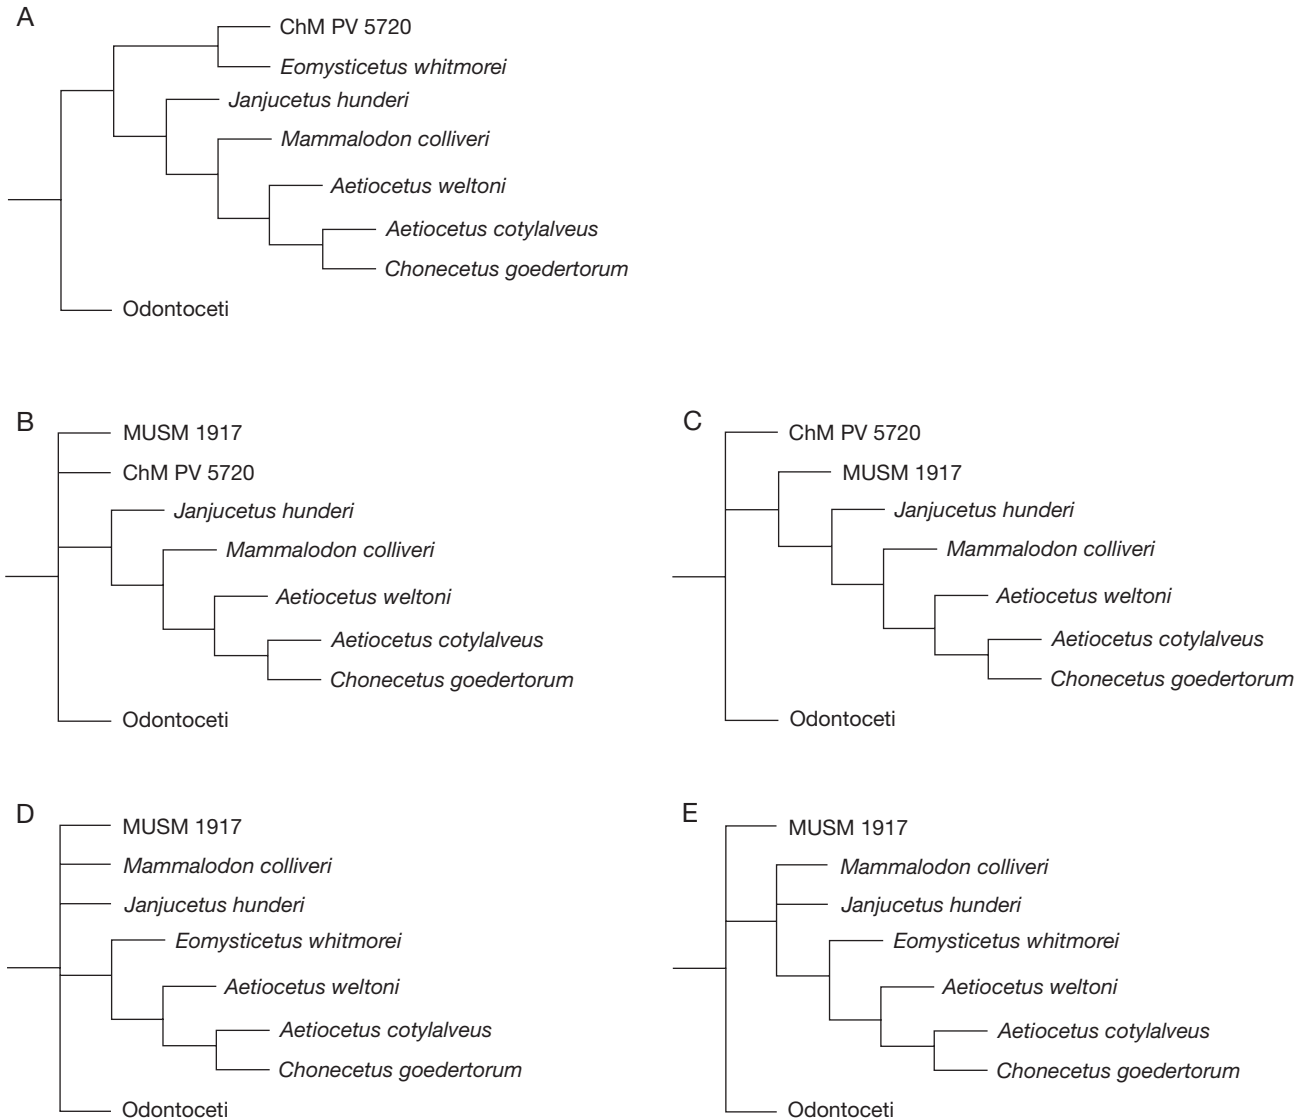 A
ChM PV 5720
Eomysticetus whitmorei
Janjucetus hunderi
Mammalodon colliveri
Aetiocetus weltoni
Aetiocetus cotylalveus
Chonecetus goedertorum
Odontoceti
B
MUSM 1917
ChM PV 5720
Janjucetus hunderi
Mammalodon colliveri
Aetiocetus weltoni
Aetiocetus cotylalveus
Chonecetus goedertorum
Odontoceti
C
ChM PV 5720
MUSM 1917
Janjucetus hunderi
Mammalodon colliveri
Aetiocetus weltoni
Aetiocetus cotylalveus
Chonecetus goedertorum
Odontoceti
D
MUSM 1917
Mammalodon colliveri
Janjucetus hunderi
Eomysticetus whitmorei
Aetiocetus weltoni
Aetiocetus cotylalveus
Chonecetus goedertorum
Odontoceti
E
MUSM 1917
Mammalodon colliveri
Janjucetus hunderi
Eomysticetus whitmorei
Aetiocetus weltoni
Aetiocetus cotylalveus
Chonecetus goedertorum
Odontoceti